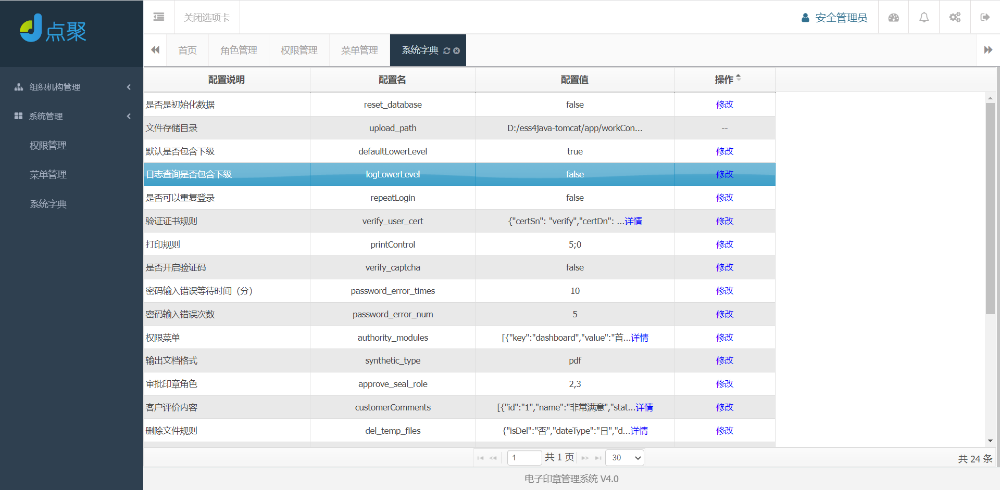 点聚
关闭选项卡
安全管理员
首页
角色管理
权限管理
菜单管理
系统字典
组织机构管理
系统管理
权限管理
菜单管理
系统字典
配置说明 配置名 配置值 操作
是否是初始化数据 reset_database false 修改
文件存储目录 upload_path D:/ess4java-tomcat/app/workCon... --
默认是否包含下级 defaultLowerLevel true 修改
日志查询是否包含下级 logLowerLevel false 修改
是否可以重复登录 repeatLogin false 修改
验证证书规则 verify_user_cert {"certSn": "verify","certDn": ...详情 修改
打印规则 printControl 5;0 修改
是否开启验证码 verify_captcha false 修改
密码输入错误等待时间（分） password_error_times 10 修改
密码输入错误次数 password_error_num 5 修改
权限菜单 authority_modules [{"key":"dashboard","value":"首...详情 修改
输出文档格式 synthetic_type pdf 修改
审批印章角色 approve_seal_role 2,3 修改
客户评价内容 customerComments [{"id":"1","name":"非常满意","stat...详情 修改
删除文件规则 del_temp_files {"isDel":"否","dateType":"日","d...详情 修改
1 共 1 页 30
共 24 条
电子印章管理系统 V4.0